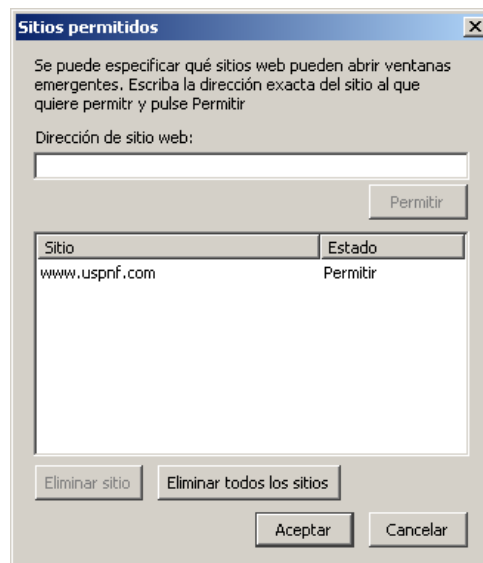 Sitios permitidos
Se puede especificar qué sitios web pueden abrir ventanas
emergentes. Escriba la dirección exacta del sitio al que
quiere permitr y pulse Permitir
Dirección de sitio web:
Permitir
Sitio Estado
www.uspnf.com Permitir
Eliminar sitio Eliminar todos los sitios
Aceptar Cancelar